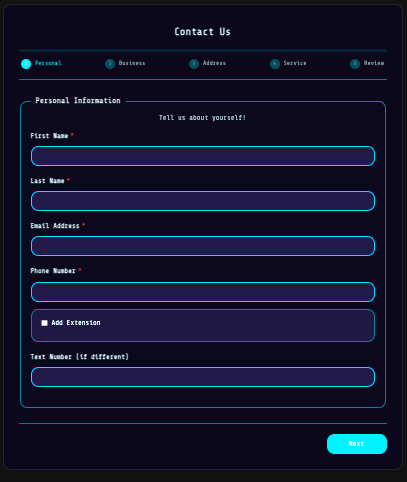 Contact Us
1 Personal 2 Business 3 Address 4 Service 5 Review
Personal Information
Tell us about yourself!
First Name *
Last Name *
Email Address *
Phone Number *
Add Extension
Text Number (if different)
Next